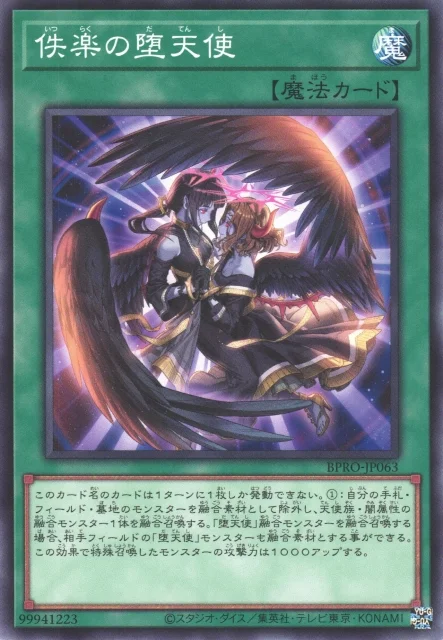 佚楽の堕天使
【魔法カード】
魔
BPRO-JP063
このカード名のカードは1ターンに1枚しか発動できない。①：自分の手札・
フィールド・墓地のモンスターを融合素材として除外し、天使族・闇属性の
融合モンスター1体を融合召喚する。「堕天使」融合モンスターを融合召喚する
場合、相手フィールドの「堕天使」モンスターも融合素材とする事ができる。
この効果で特殊召喚したモンスターの攻撃力は1000アップする。
99941223
©スタジオ・ダイス／集英社・テレビ東京・KONAMI